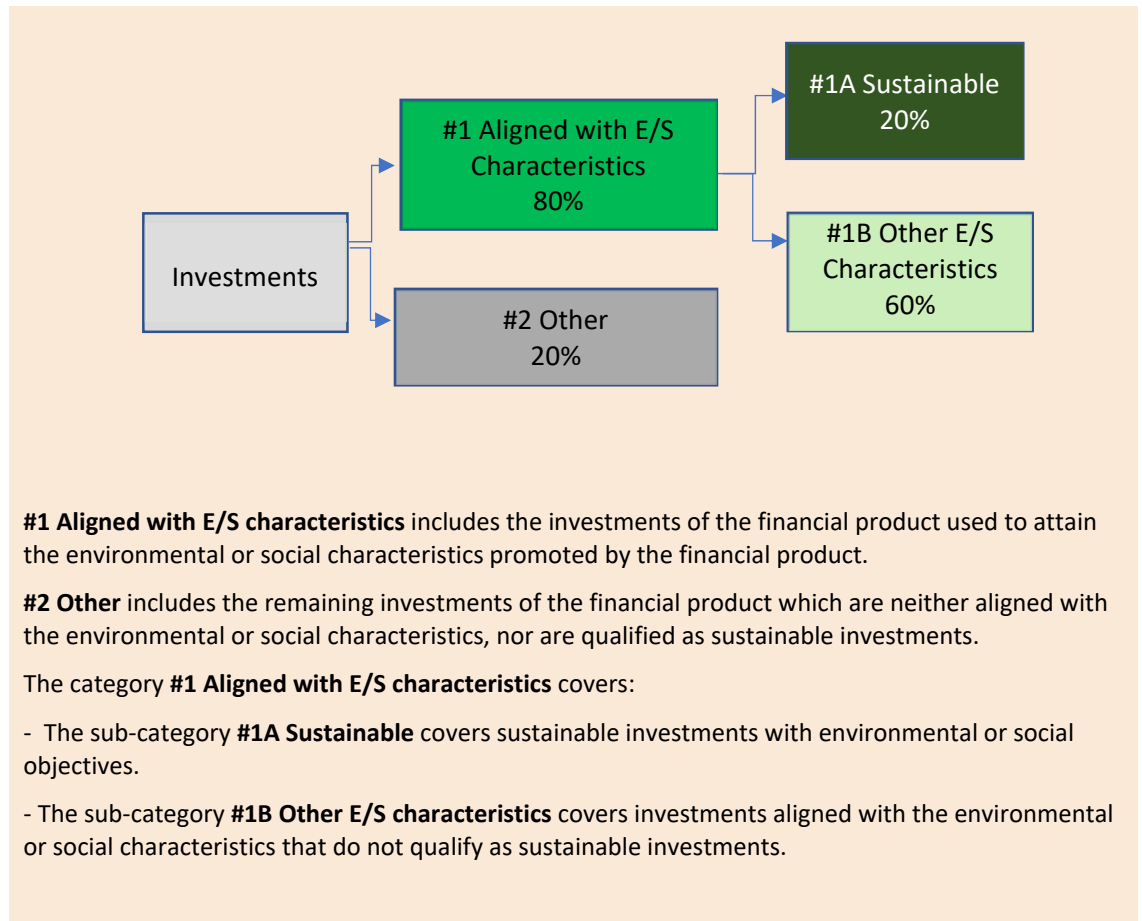 #1A Sustainable
20%
#1 Aligned with E/S
Characteristics
80%
#1B Other E/S
Characteristics
60%
Investments
#2 Other
20%
#1 Aligned with E/S characteristics includes the investments of the financial product used to attain
the environmental or social characteristics promoted by the financial product.
#2 Other includes the remaining investments of the financial product which are neither aligned with
the environmental or social characteristics, nor are qualified as sustainable investments.
The category #1 Aligned with E/S characteristics covers:
- The sub-category #1A Sustainable covers sustainable investments with environmental or social
objectives.
- The sub-category #1B Other E/S characteristics covers investments aligned with the environmental
or social characteristics that do not qualify as sustainable investments.